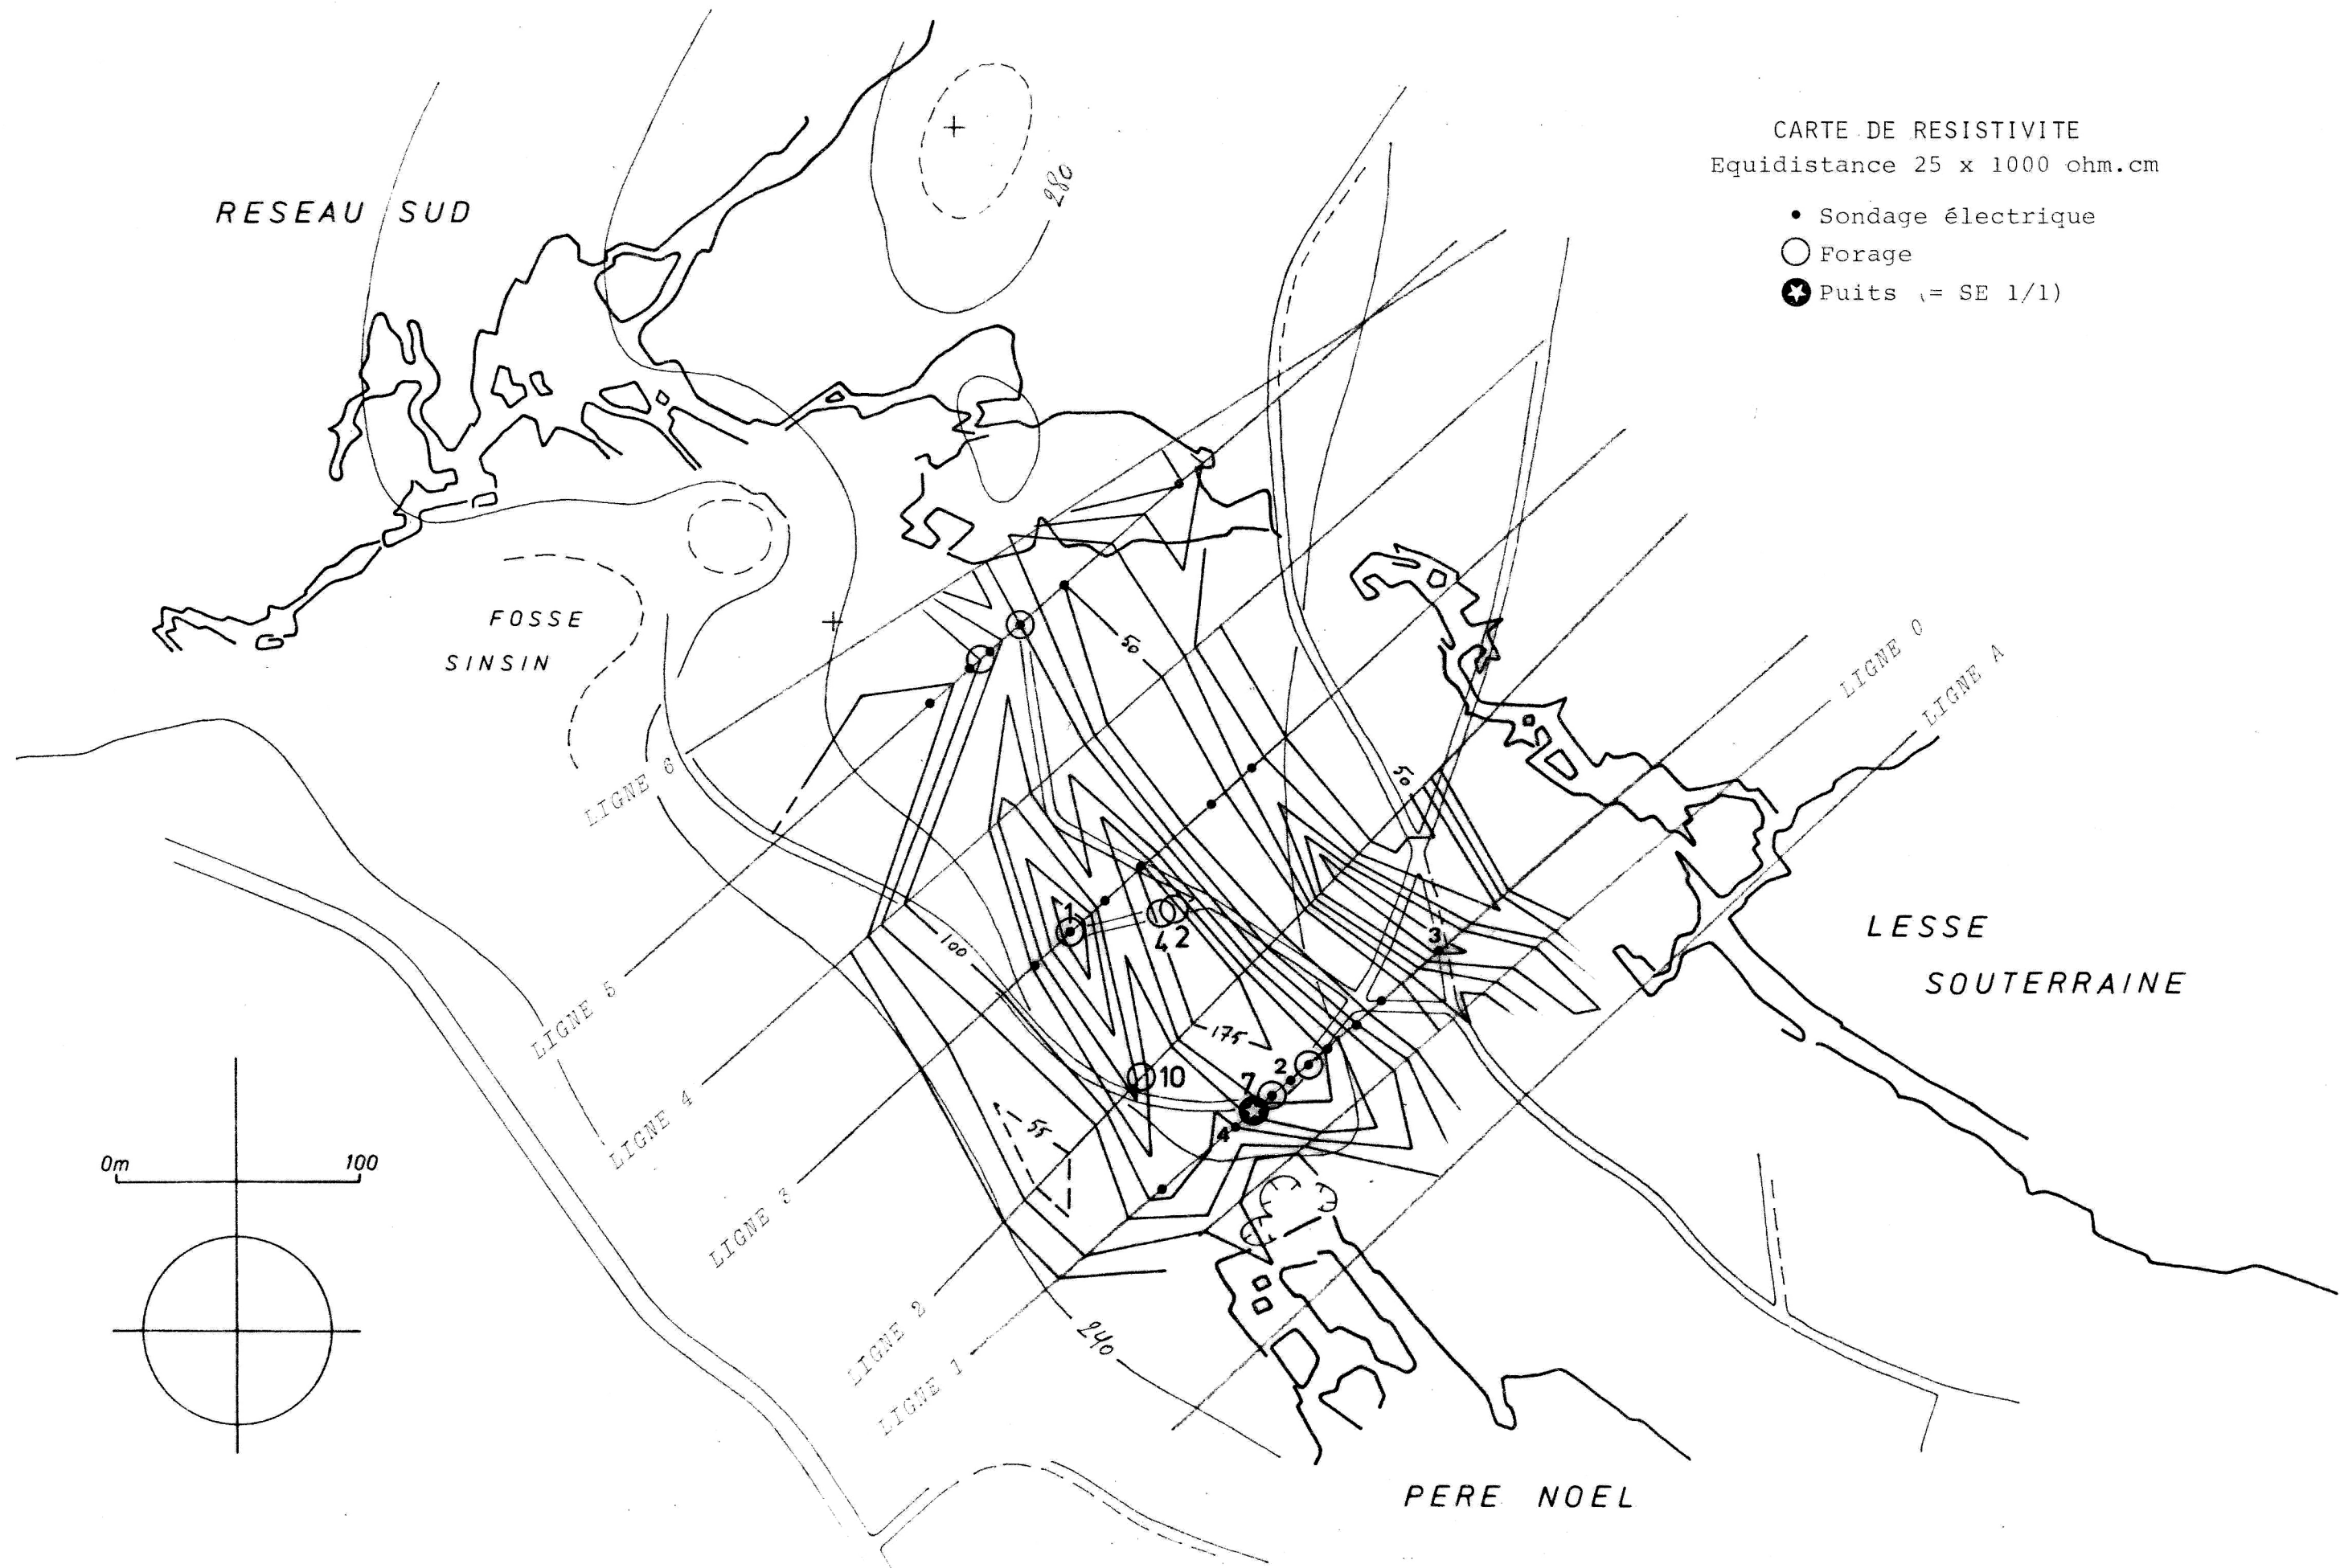 CARTE DE RESISTIVITE
Equidistance 25 x 1000 ohm.cm
Sondage électrique
Forage
Puits (= SE 1/1)
RESEAU SUD
280
FOSSE
SINSIN
50
50
LIGNE 0
LIGNE A
LIGNE 6
LIGNE 5
LIGNE 4
LIGNE 3
LIGNE 2
LIGNE 1
100
1
4 2
3
LESSE
SOUTERRAINE
175
2
7
10
4
55
0m 100
240
PERE NOEL